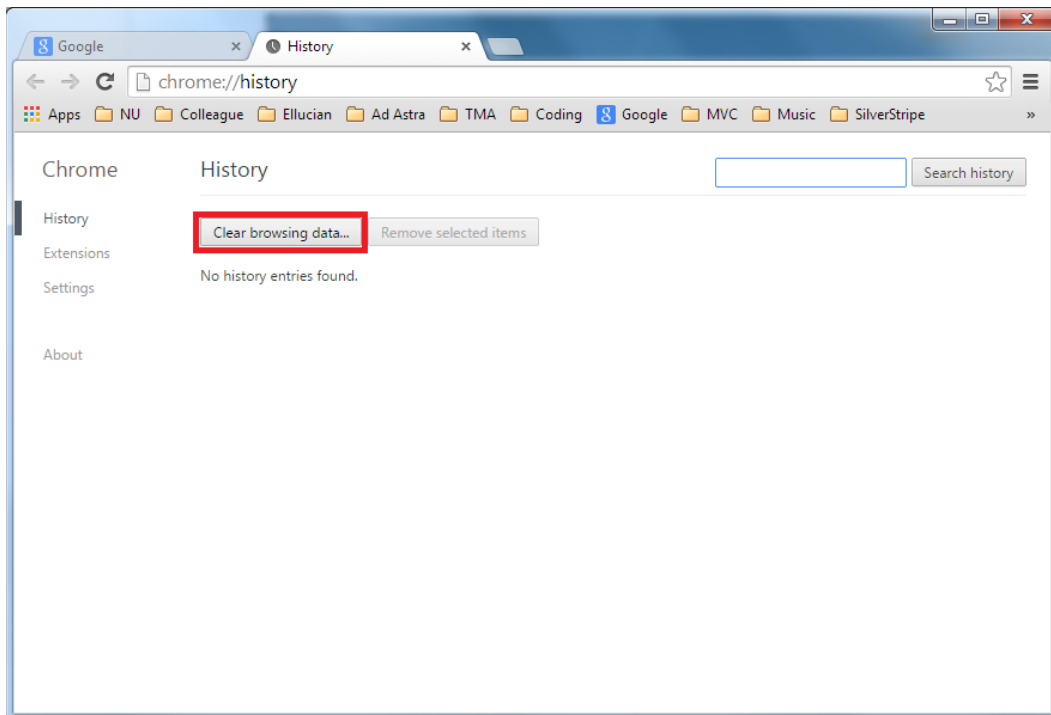 Google
History
chrome://history
Apps NU Colleague Ellucian Ad Astra TMA Coding Google MVC Music SilverStripe »
Chrome
History
Search history
History
Clear browsing data...
Remove selected items
Extensions
No history entries found.
Settings
About